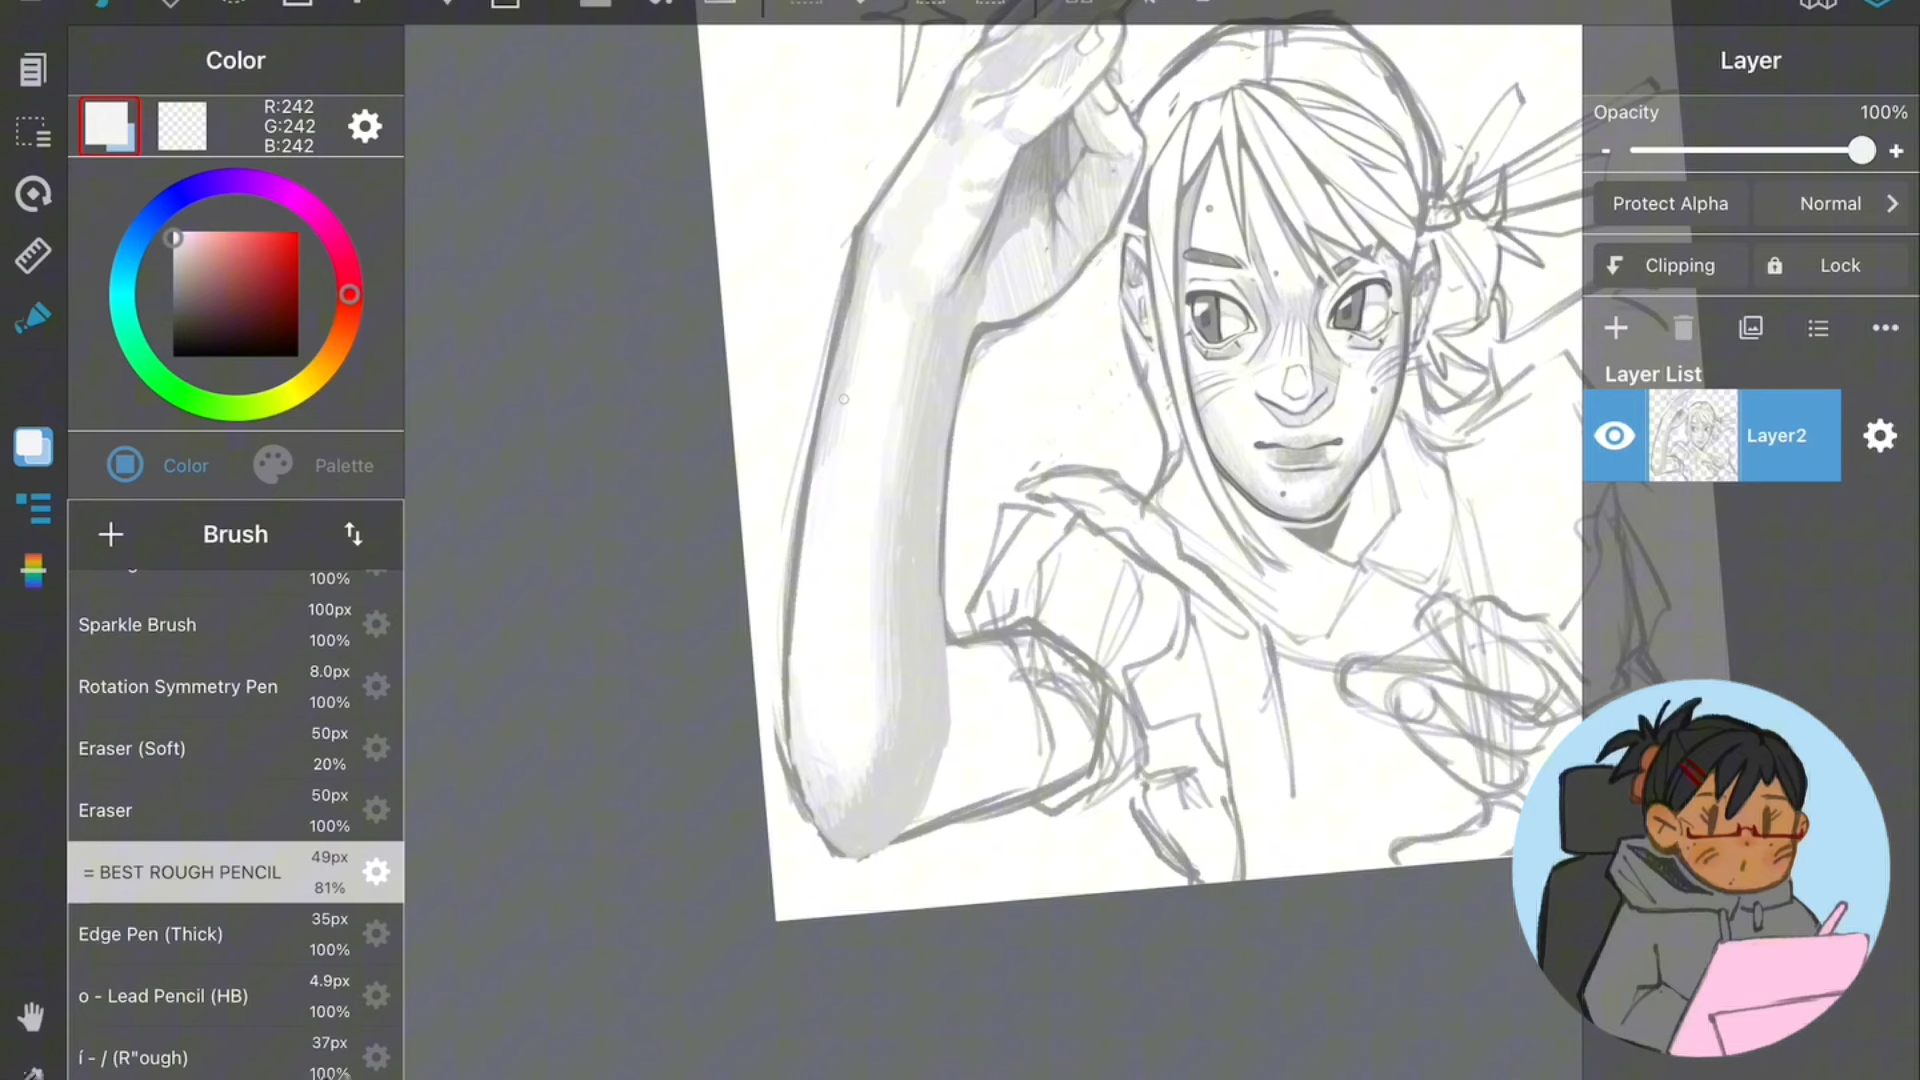 Color
R:242
G:242
B:242
Color
Palette
Brush
100%
Sparkle Brush
100px
100%
Rotation Symmetry Pen
8.0px
100%
Eraser (Soft)
50px
20%
Eraser
50px
100%
= BEST ROUGH PENCIL
49px
81%
Edge Pen (Thick)
35px
100%
o - Lead Pencil (HB)
4.9px
100%
í - / (R"ough)
37px
100%
Layer
Opacity
100%
- +
Protect Alpha
Normal
Clipping
Lock
Layer List
Layer2